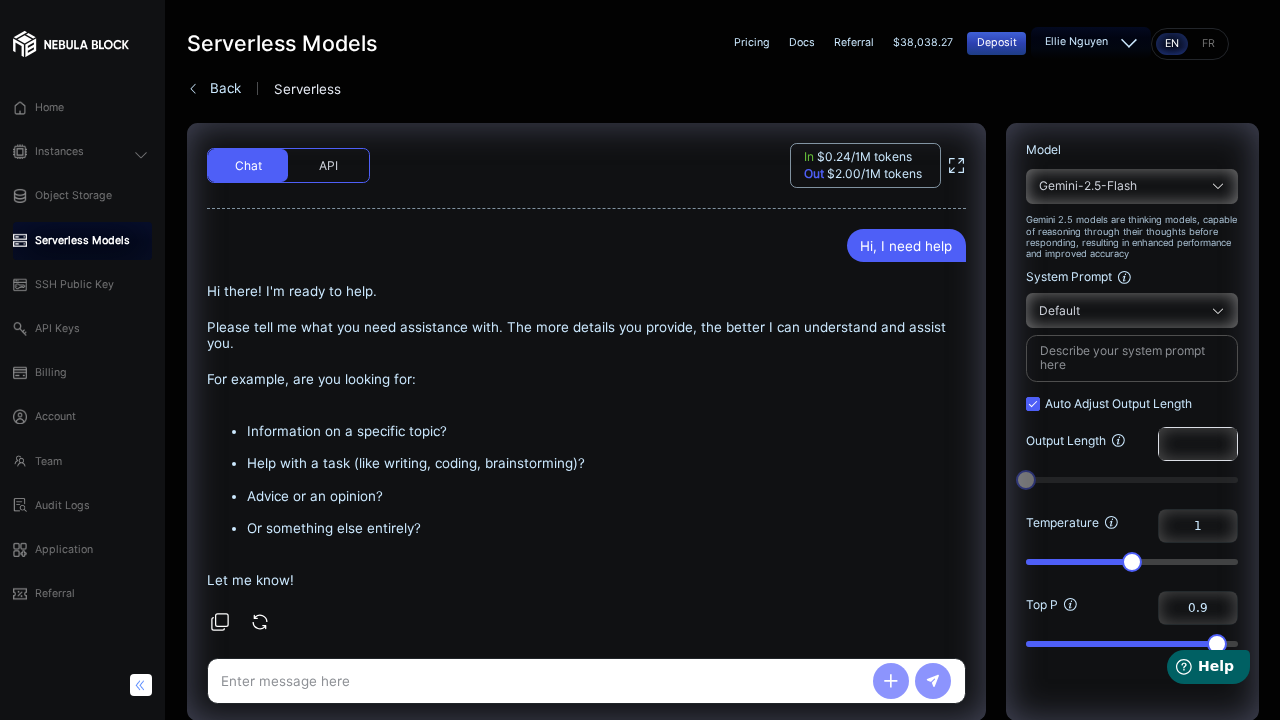 NEBULA BLOCK
Home
Instances
Object Storage
Serverless Models
SSH Public Key
API Keys
Billing
Account
Team
Audit Logs
Application
Referral
Serverless Models
Pricing
Docs
Referral
$38,038.27
Deposit
Ellie Nguyen
EN
FR
Back
Serverless
Chat
API
In $0.24/1M tokens
Out $2.00/1M tokens
Hi, I need help
Hi there! I'm ready to help.
Please tell me what you need assistance with. The more details you provide, the better I can understand and assist
you.
For example, are you looking for:
• Information on a specific topic?
• Help with a task (like writing, coding, brainstorming)?
• Advice or an opinion?
• Or something else entirely?
Let me know!
Enter message here
Model
Gemini-2.5-Flash
Gemini 2.5 models are thinking models, capable
of reasoning through their thoughts before
responding, resulting in enhanced performance
and improved accuracy
System Prompt
Default
Describe your system prompt
here
Auto Adjust Output Length
Output Length
Temperature
1
Top P
0.9
Help